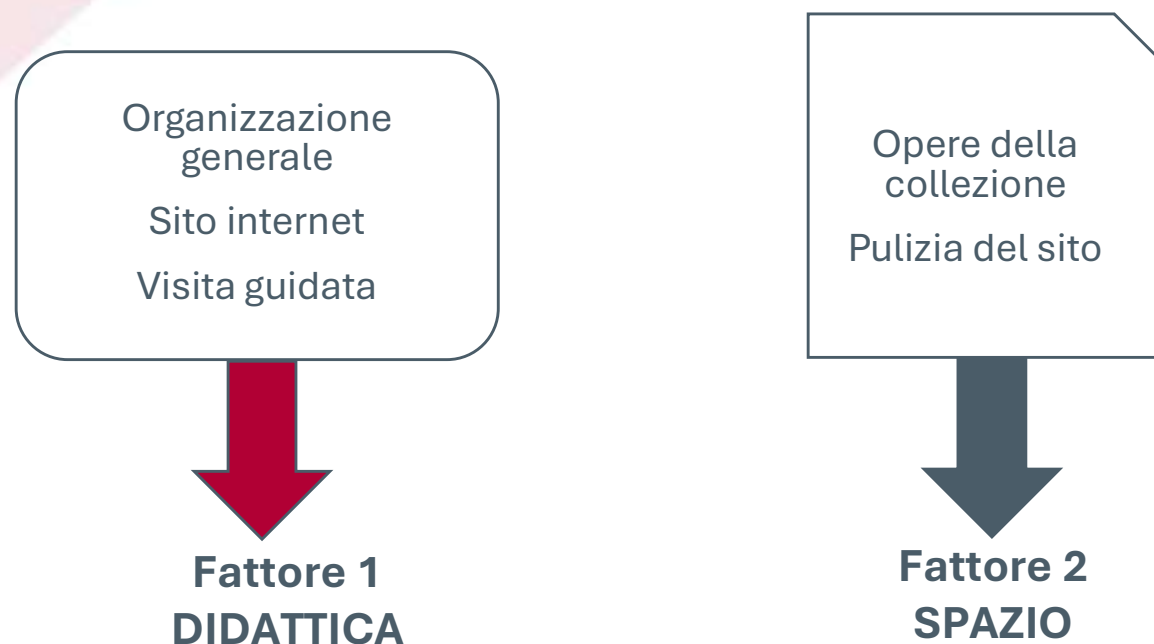 Organizzazione
generale
Sito internet
Visita guidata
Fattore 1
DIDATTICA
Opere della
collezione
Pulizia del sito
Fattore 2
SPAZIO